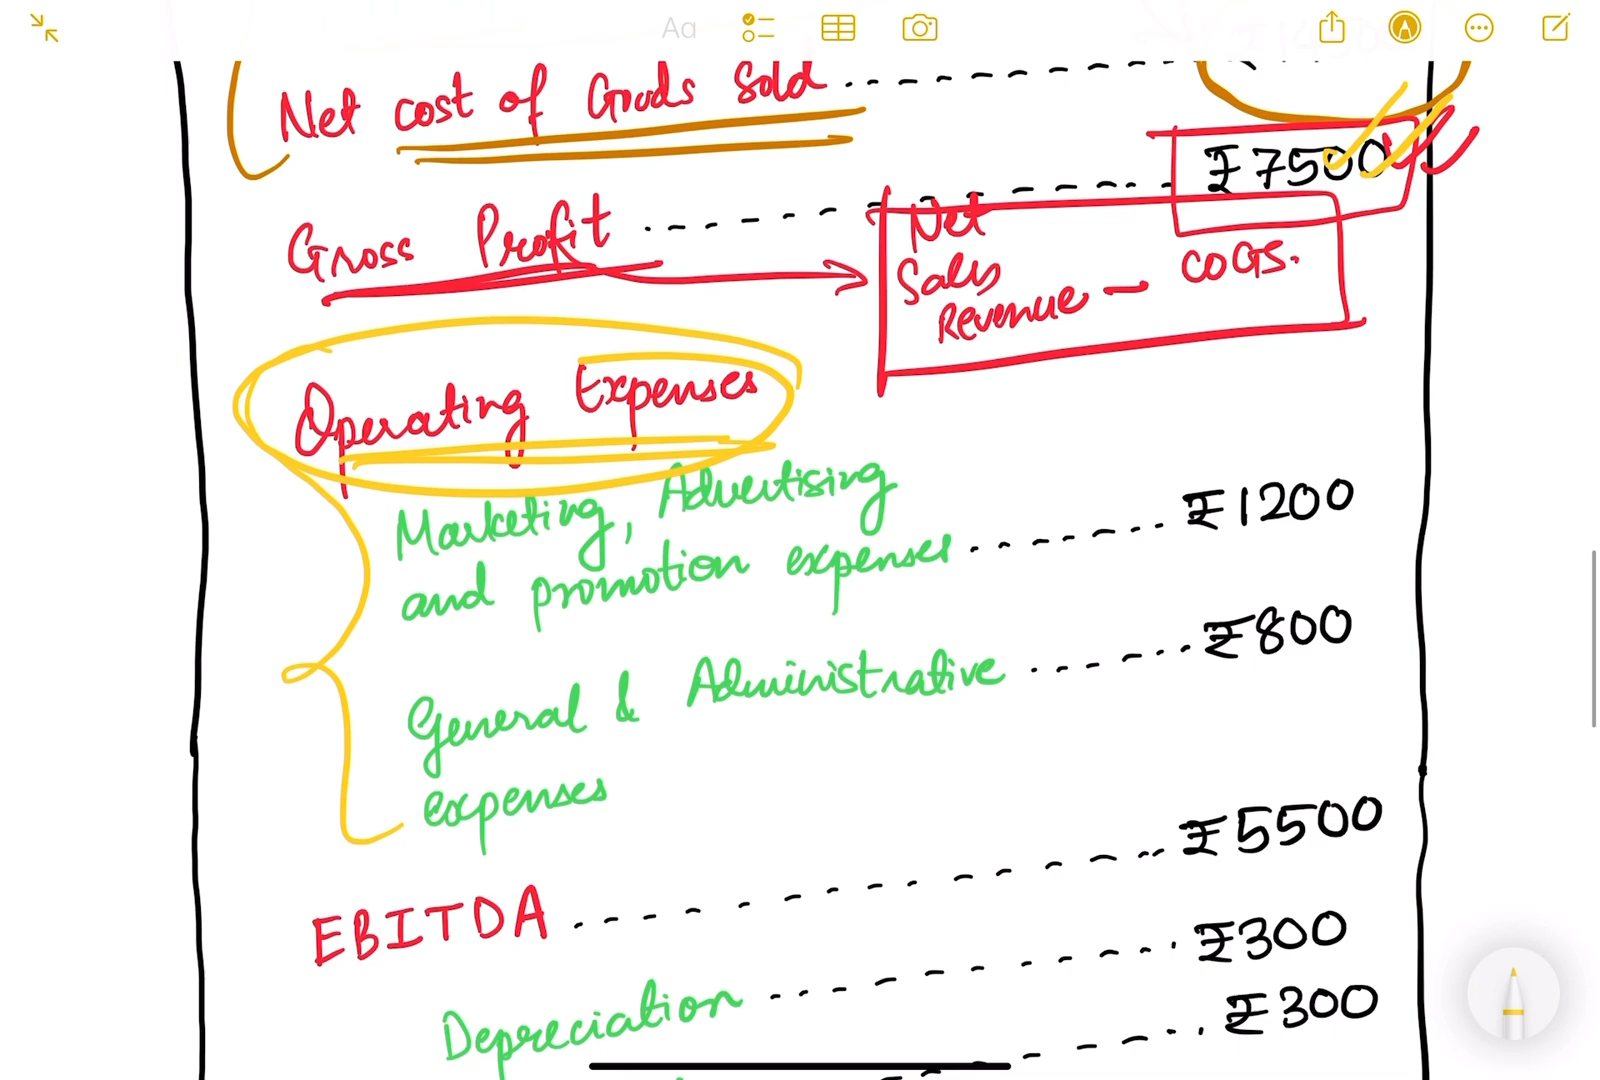 Aa
Net cost of Goods Sold
₹7500
Gross Profit
Net
Sales
Revenue - COGS.
Operating Expenses
Marketing, Advertising
and promotion expenses ₹1200
General & Administrative ₹800
expenses
EBITDA ₹5500
Depreciation ₹300
₹300